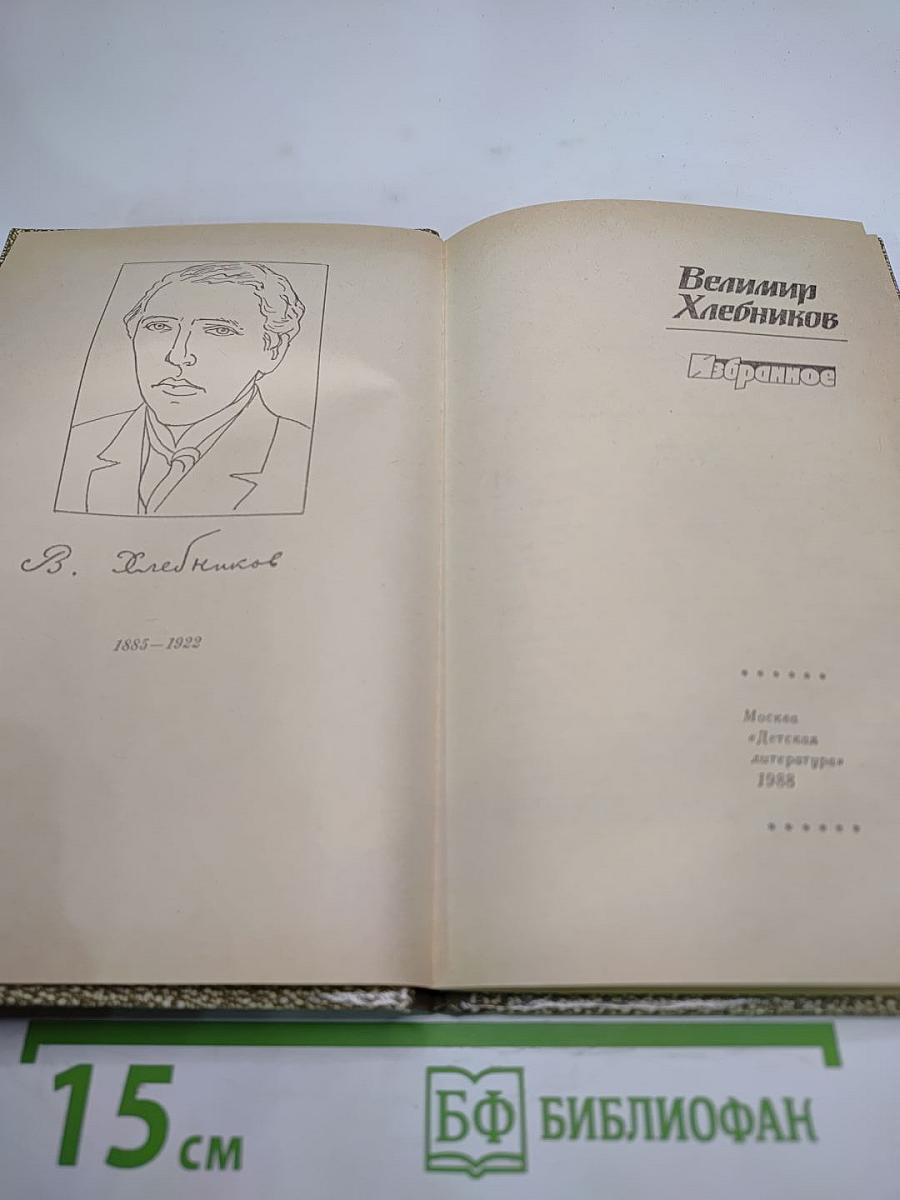 В. Хлебников
1885—1922
Велимир
Хлебников
Избранное
Москва
«Детская
литература»
1988
15 см
БФ БИБЛИОФАН